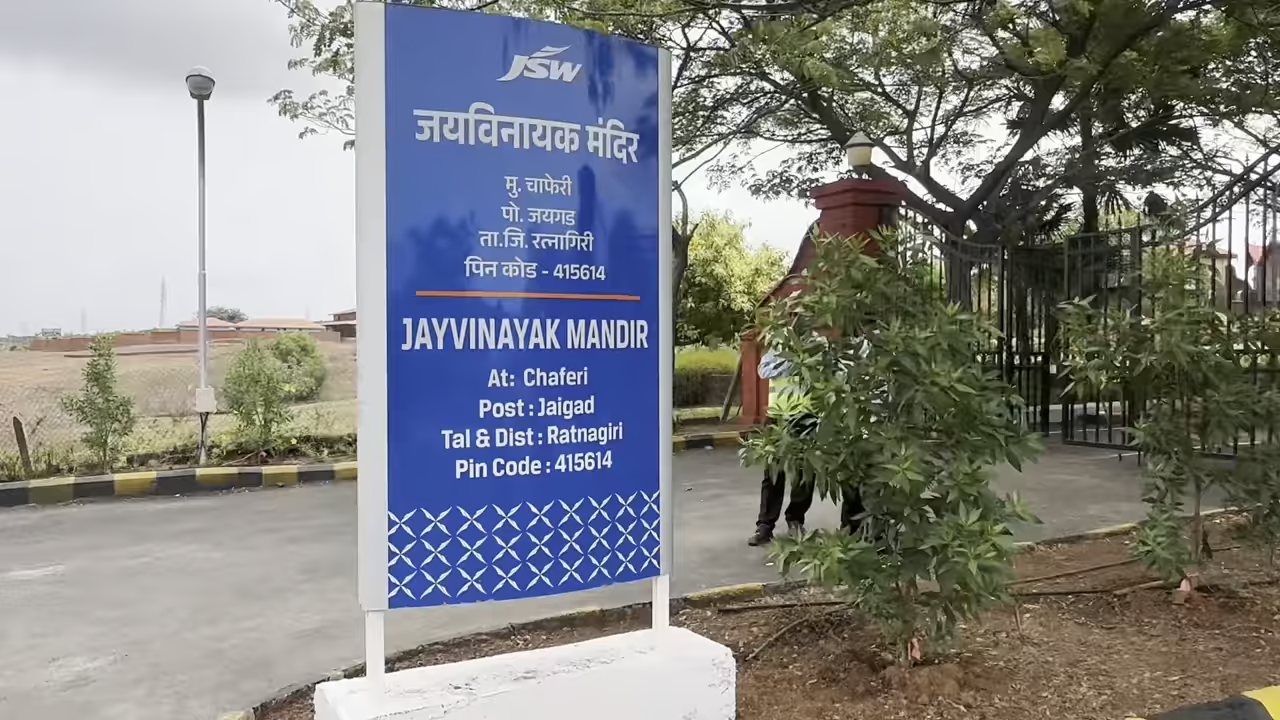 JSW
जयविनायक मंदिर
मु. चाफेरी
पो. जयगड
ता.जि. रत्नागिरी
पिन कोड - 415614
JAYVINAYAK MANDIR
At: Chaferi
Post : Jaigad
Tal & Dist : Ratnagiri
Pin Code : 415614